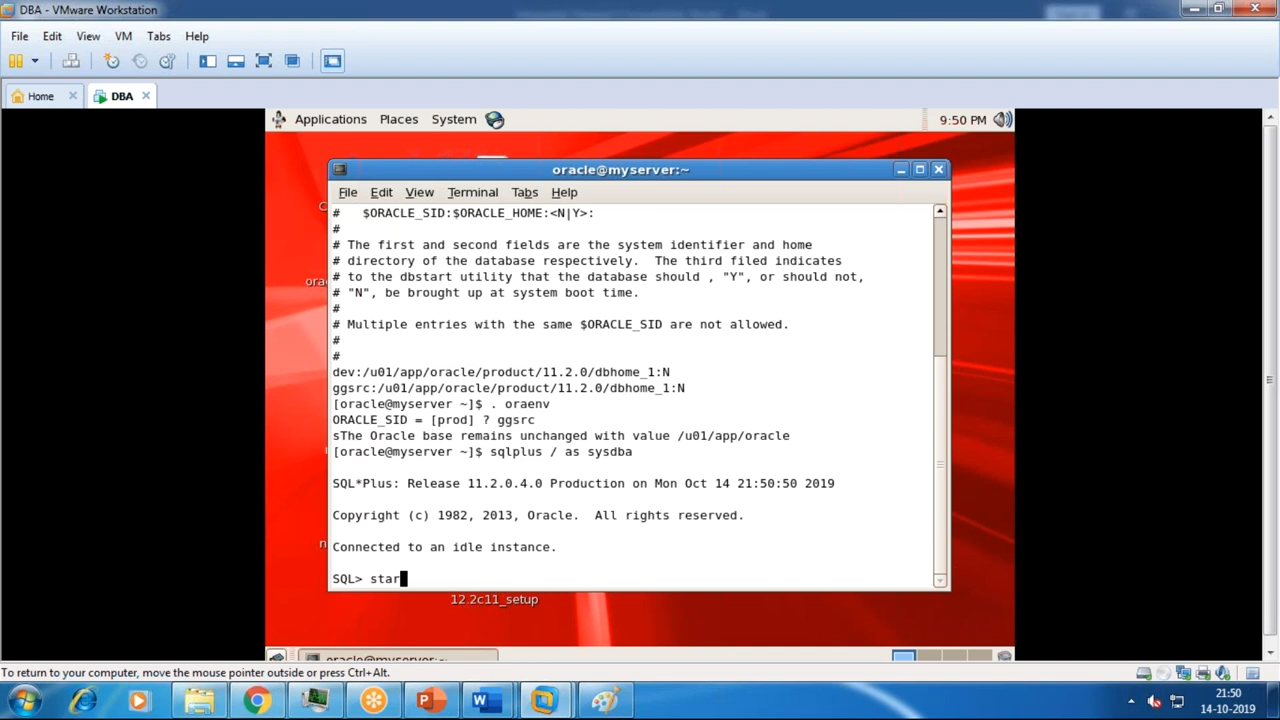 DBA - VMware Workstation
File Edit View VM Tabs Help
Home DBA
Applications Places System 9:50 PM
oracle@myserver:~
File Edit View Terminal Tabs Help
#   $ORACLE_SID:$ORACLE_HOME:<N|Y>:
#
# The first and second fields are the system identifier and home
# directory of the database respectively.  The third filed indicates
# to the dbstart utility that the database should , "Y", or should not,
# "N", be brought up at system boot time.
#
# Multiple entries with the same $ORACLE_SID are not allowed.
#
#
dev:/u01/app/oracle/product/11.2.0/dbhome_1:N
ggsrc:/u01/app/oracle/product/11.2.0/dbhome_1:N
[oracle@myserver ~]$ . oraenv
ORACLE_SID = [prod] ? ggsrc
sThe Oracle base remains unchanged with value /u01/app/oracle
[oracle@myserver ~]$ sqlplus / as sysdba
SQL*Plus: Release 11.2.0.4.0 Production on Mon Oct 14 21:50:50 2019
Copyright (c) 1982, 2013, Oracle.  All rights reserved.
Connected to an idle instance.
SQL> star
12.2c11_setup
oracle@myserver:~
To return to your computer, move the mouse pointer outside or press Ctrl+Alt.
21:50
14-10-2019